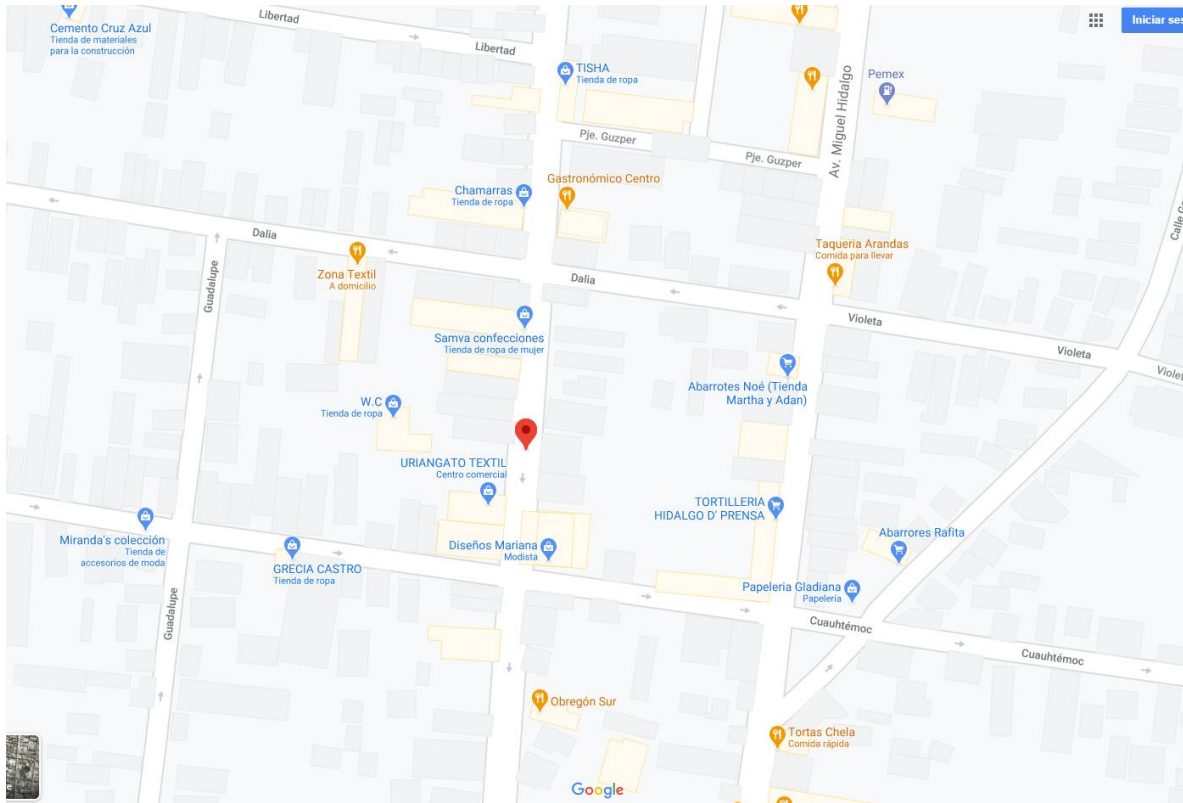 Cemento Cruz Azul
Tienda de materiales
para la construcción
Libertad
Libertad
Iniciar ses
TISHA
Tienda de ropa
Pemex
Av. Miguel Hidalgo
Pje. Guzper
Pje. Guzper
Chamarras
Tienda de ropa
Gastronómico Centro
Dalia
Zona Textil
A domicilio
Guadalupe
Dalia
Taquería Arandas
Comida para llevar
Violeta
Violeta
Violet
Samva confecciones
Tienda de ropa de mujer
Abarrotes Noé (Tienda
Martha y Adan)
W.C
Tienda de ropa
URIANGATO TEXTIL
Centro comercial
TORTILLERIA
HIDALGO D' PRENSA
Miranda's colección
Tienda de
accesorios de moda
GRECIA CASTRO
Tienda de ropa
Diseños Mariana
Modista
Abarrores Rafita
Papeleria Gladiana
Papelería
Guadalupe
Cuauhtémoc
Cuauhtémoc
Obregón Sur
Tortas Chela
Comida rápida
Google